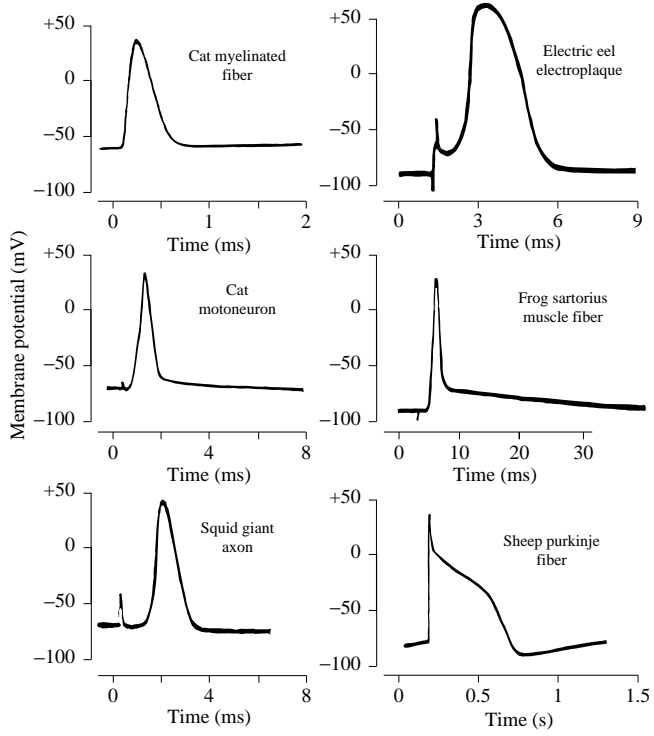 Membrane potential (mV)
+50
0
−50
−100
Cat myelinated
fiber
0 1 2
Time (ms)
+50
0
−50
−100
Electric eel
electroplaque
0 3 6 9
Time (ms)
+50
0
−50
−100
Cat
motoneuron
0 4 8
Time (ms)
+50
0
−50
−100
Frog sartorius
muscle fiber
0 10 20 30
Time (ms)
+50
0
−50
−100
Squid giant
axon
0 4 8
Time (ms)
+50
0
−50
−100
Sheep purkinje
fiber
0 0.5 1 1.5
Time (s)